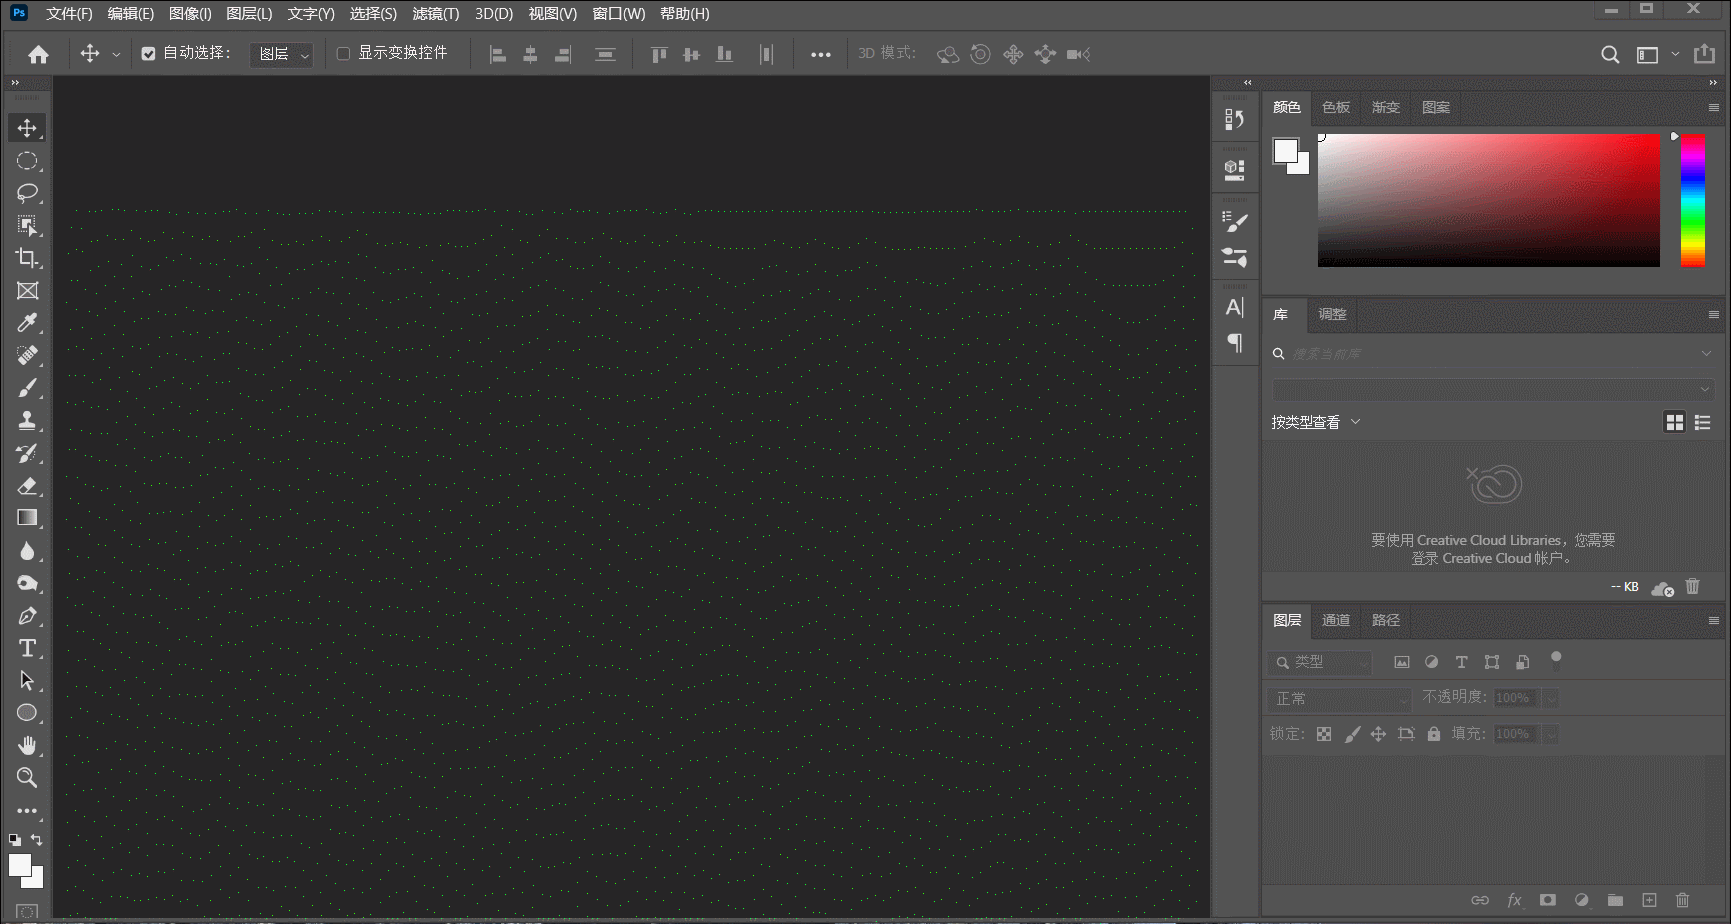 Ps 文件(F) 编辑(E) 图像(I) 图层(L) 文字(Y) 选择(S) 滤镜(T) 3D(D) 视图(V) 窗口(W) 帮助(H)
自动选择： 图层 显示变换控件 3D 模式：
颜色 色板 渐变 图案
库 调整
搜索当前库
按类型查看
要使用 Creative Cloud Libraries，您需要
登录 Creative Cloud 帐户。
-- KB
图层 通道 路径
类型
正常 不透明度： 100%
锁定： 填充： 100%
fx